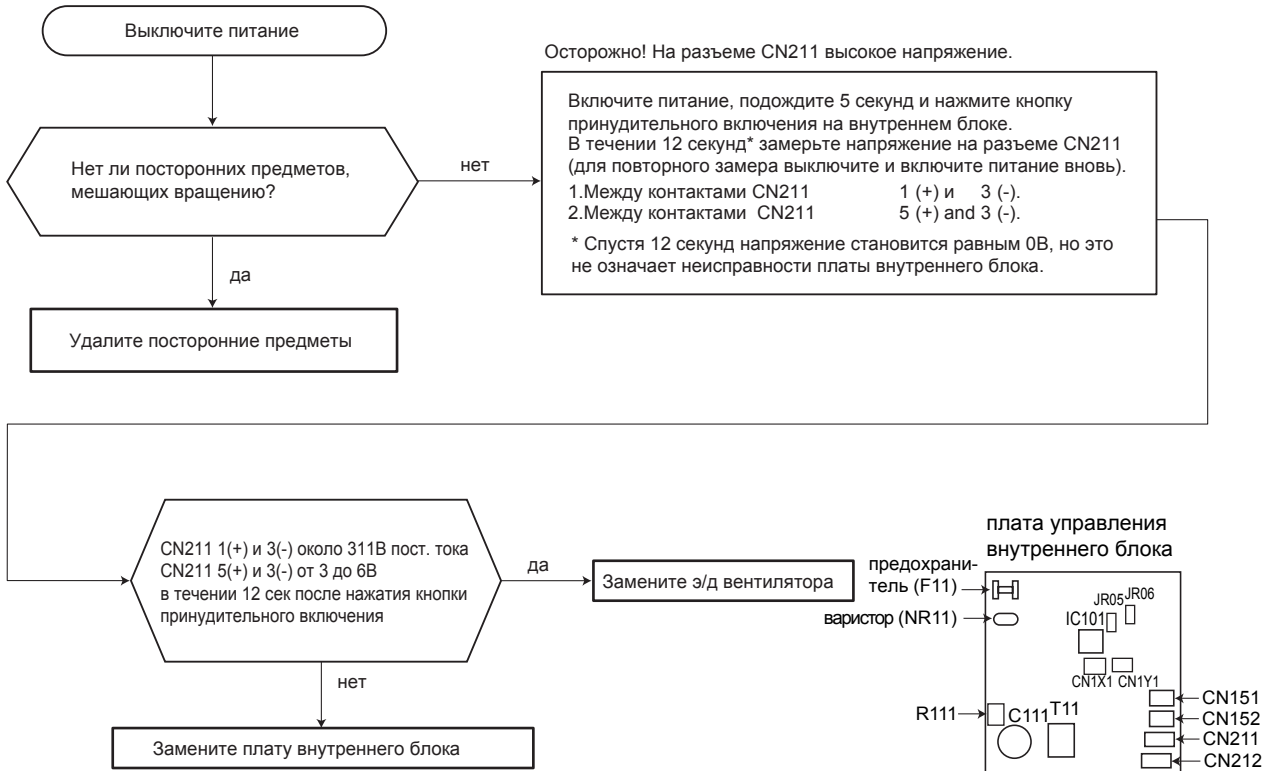 Выключите питание
Осторожно! На разъеме CN211 высокое напряжение.
Нет ли посторонних предметов,
мешающих вращению?
нет
Включите питание, подождите 5 секунд и нажмите кнопку
принудительного включения на внутреннем блоке.
В течении 12 секунд* замерьте напряжение на разъеме CN211
(для повторного замера выключите и включите питание вновь).
1.Между контактами CN211 1 (+) и 3 (-).
2.Между контактами CN211 5 (+) and 3 (-).
* Спустя 12 секунд напряжение становится равным 0В, но это
не означает неисправности платы внутреннего блока.
да
Удалите посторонние предметы
CN211 1(+) и 3(-) около 311В пост. тока
CN211 5(+) и 3(-) от 3 до 6В
в течении 12 сек после нажатия кнопки
принудительного включения
да
Замените э/д вентилятора
нет
Замените плату внутреннего блока
плата управления
внутреннего блока
предохрани-
тель (F11)
варистор (NR11)
JR05 JR06
IC101
CN1X1 CN1Y1
R111
C111 T11
CN151
CN152
CN211
CN212